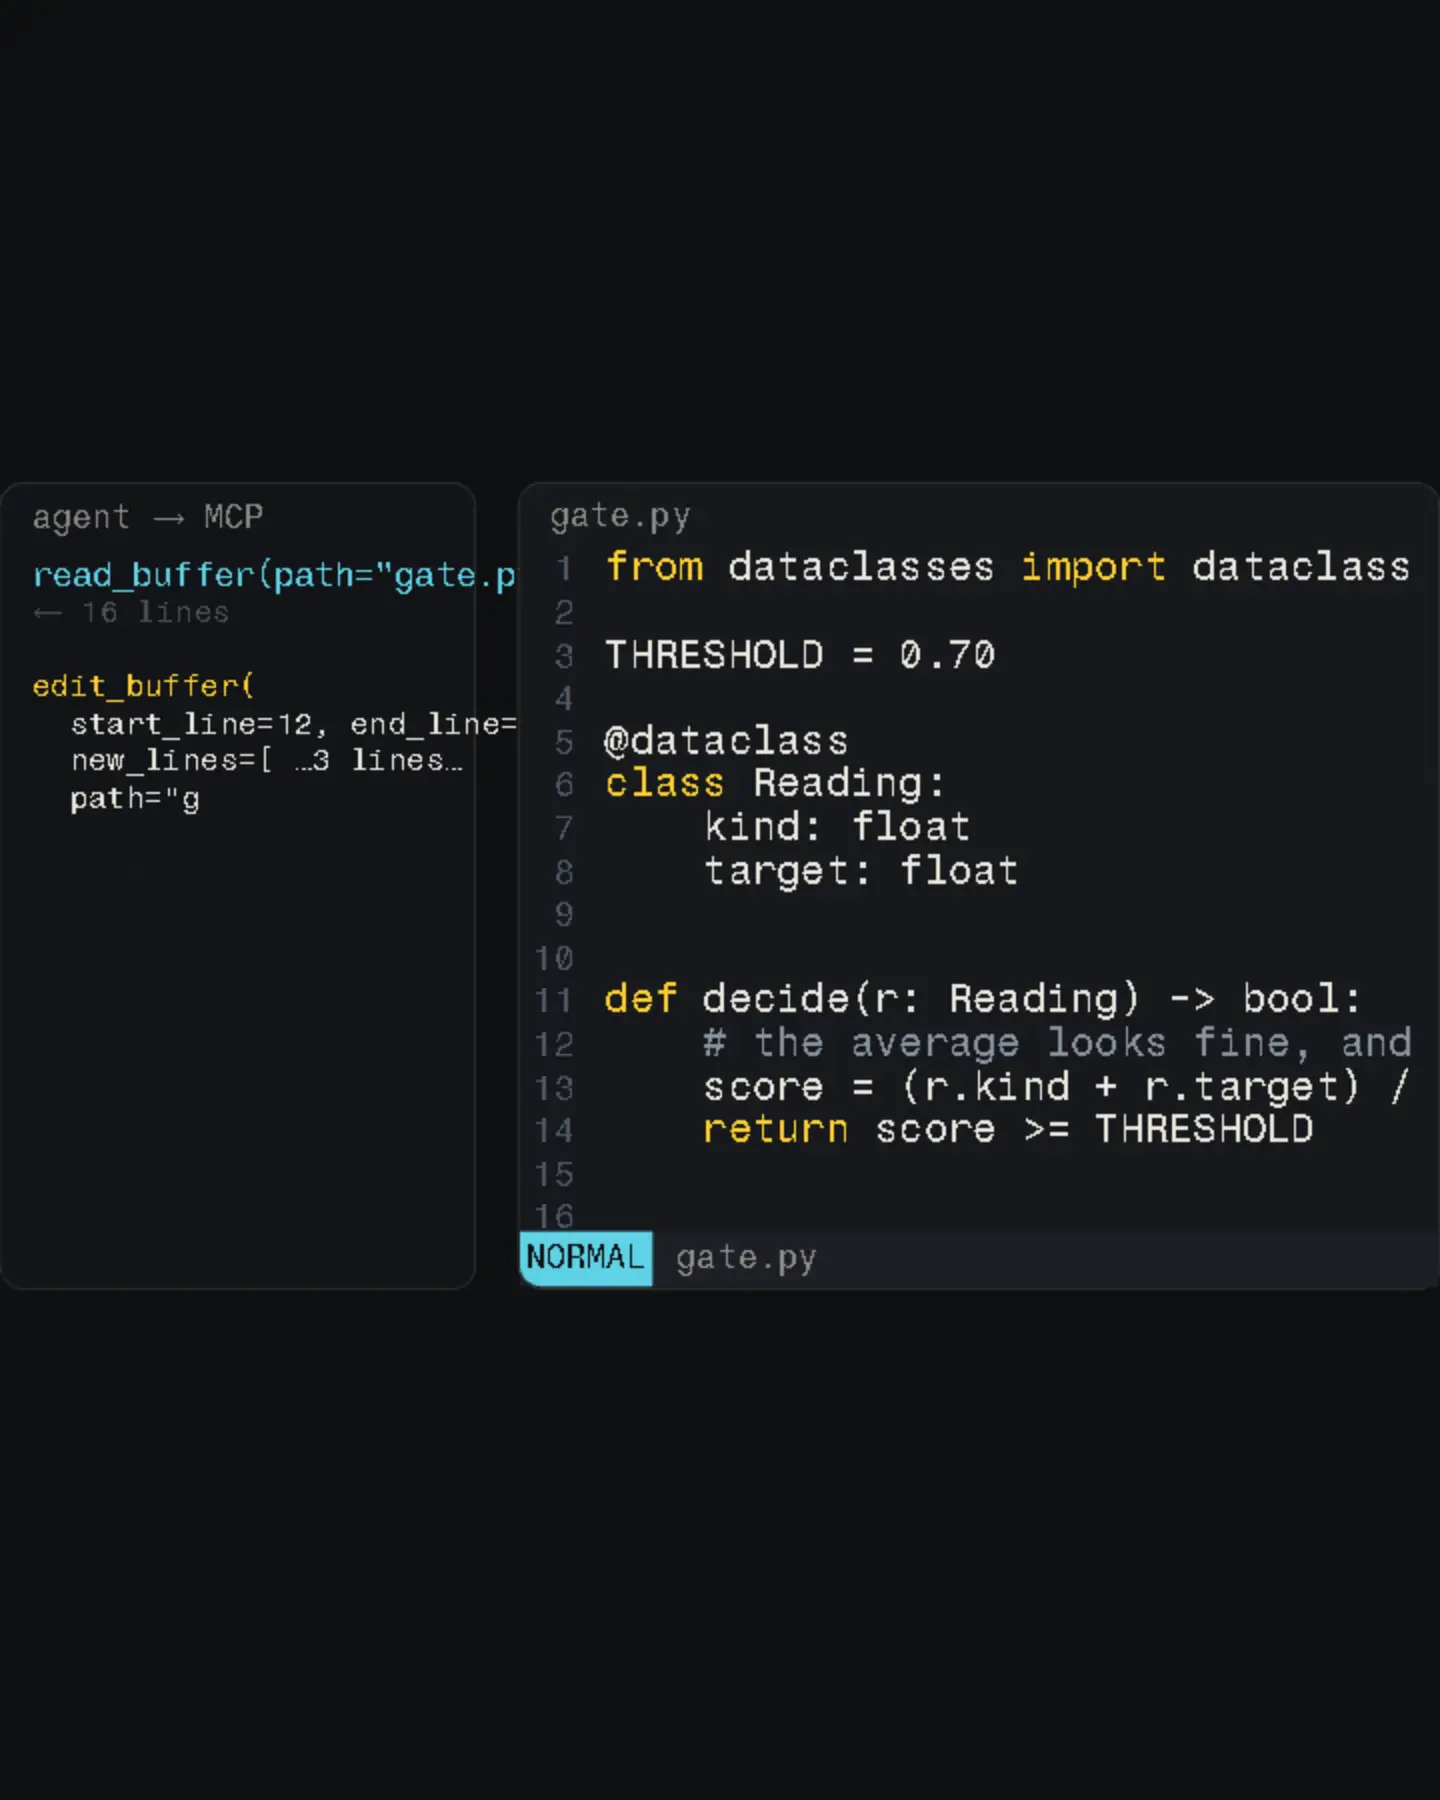 agent → MCP
read_buffer(path="gate.p
← 16 lines
edit_buffer(
start_line=12, end_line=
new_lines=[ …3 lines…
path="g
gate.py
1 from dataclasses import dataclass
2
3 THRESHOLD = 0.70
4
5 @dataclass
6 class Reading:
7 kind: float
8 target: float
9
10
11 def decide(r: Reading) -> bool:
12 # the average looks fine, and
13 score = (r.kind + r.target) /
14 return score >= THRESHOLD
15
16
NORMAL gate.py